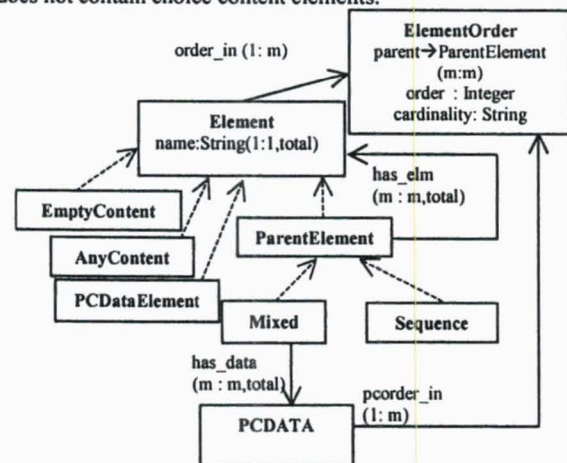 does not contain choice content elements.
order_in (1: m)
ElementOrder
parent→ParentElement
(m:m)
order : Integer
cardinality: String
Element
name:String(1:1,total)
has_elm
(m : m,total)
EmptyContent
ParentElement
AnyContent
PCDataElement
Mixed
Sequence
has_data
(m : m,total)
pcorder_in
(1: m)
PCDATA